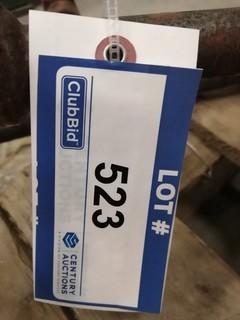 LOT #
523
ClubBid
CENTURY
AUCTIONS